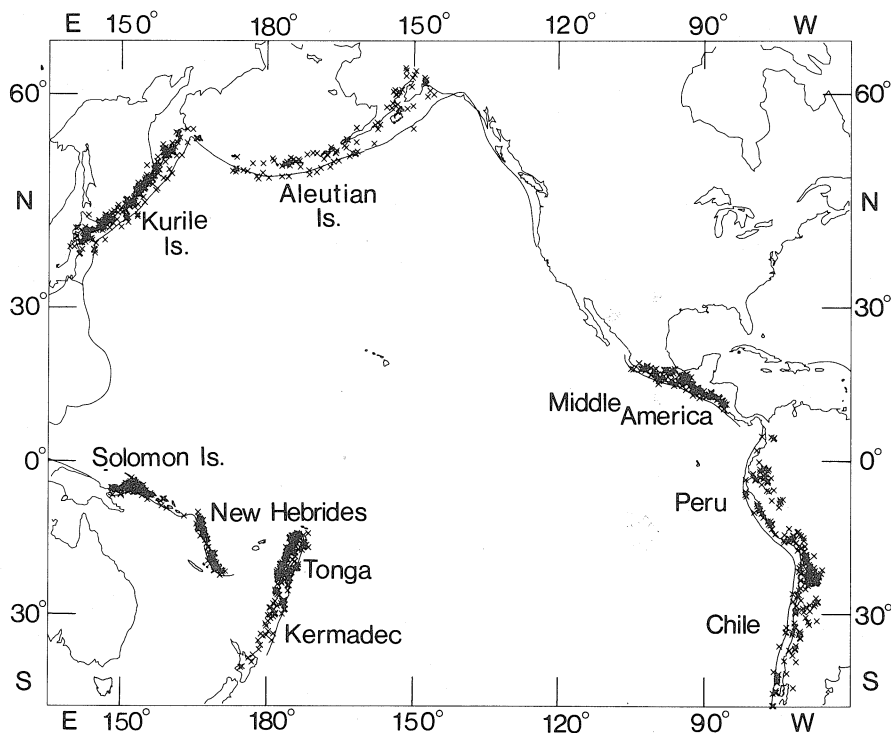 E 150° 180° 150° 120° 90° W
60° 60°
N N
Aleutian
Is.
Kurile
Is.
30° 30°
Middle America
0° 0°
Solomon Is.
New Hebrides
Peru
Tonga
30° 30°
Chile
Kermadec
S S
E 150° 180° 150° 120° 90° W